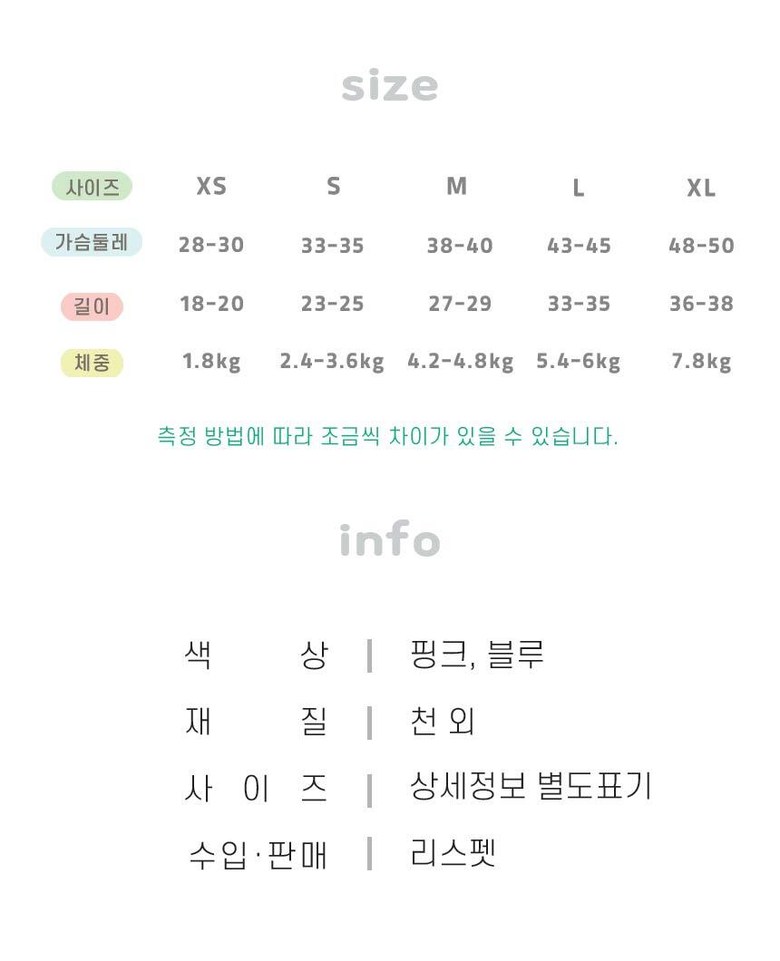 size
사이즈 XS S M L XL
가슴둘레 28-30 33-35 38-40 43-45 48-50
길이 18-20 23-25 27-29 33-35 36-38
체중 1.8kg 2.4-3.6kg 4.2-4.8kg 5.4-6kg 7.8kg
측정 방법에 따라 조금씩 차이가 있을 수 있습니다.
info
색 상 | 핑크, 블루
재 질 | 천 외
사 이 즈 | 상세정보 별도표기
수입·판매 | 리스펫